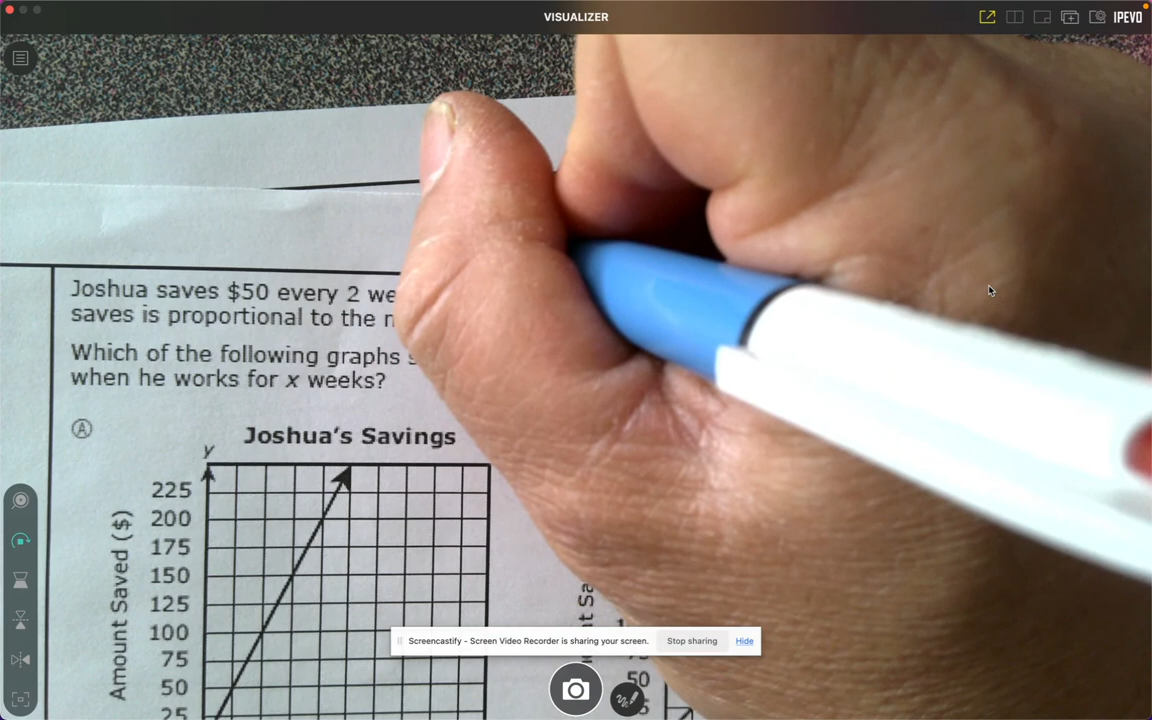 VISUALIZER
IPEVO
Joshua saves $50 every 2 we
saves is proportional to the
Which of the following graphs
when he works for x weeks?
A
Joshua's Savings
y
Amount Saved ($)
225
200
175
150
125
100
75
50
25
50
Screencastify - Screen Video Recorder is sharing your screen.
Stop sharing
Hide